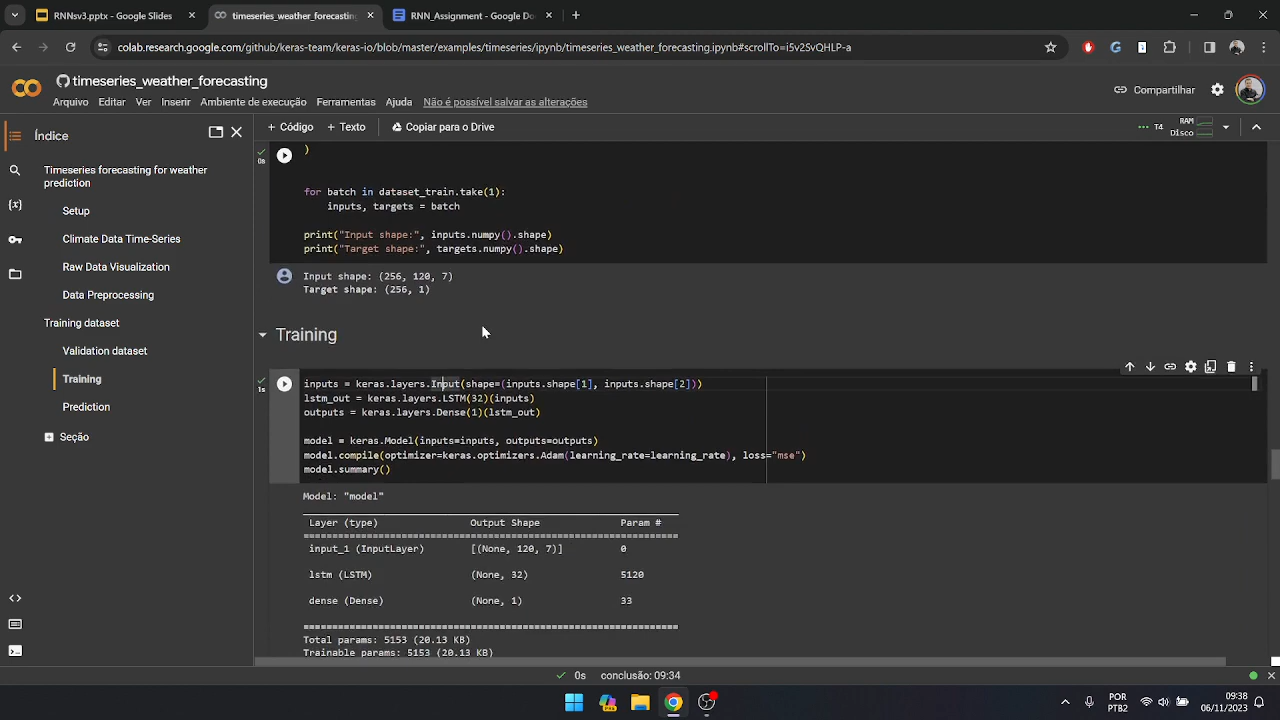 RNNsv3.pptx - Google Slides
timeseries_weather_forecasting
RNN_Assignment - Google Do
colab.research.google.com/github/keras-team/keras-io/blob/master/examples/timeseries/ipynb/timeseries_weather_forecasting.ipynb#scrollTo=i5v2SvQHLP-a
timeseries_weather_forecasting
Arquivo Editar Ver Inserir Ambiente de execução Ferramentas Ajuda Não é possível salvar as alterações
Compartilhar
Índice
+ Código + Texto Copiar para o Drive
T4 RAM
Disco
Timeseries forecasting for weather
prediction
Setup
Climate Data Time-Series
Raw Data Visualization
Data Preprocessing
Training dataset
Validation dataset
Training
Prediction
Seção
0s
)
for batch in dataset_train.take(1):
inputs, targets = batch
print("Input shape:", inputs.numpy().shape)
print("Target shape:", targets.numpy().shape)
Input shape: (256, 120, 7)
Target shape: (256, 1)
Training
1s
inputs = keras.layers.Input(shape=(inputs.shape[1], inputs.shape[2]))
lstm_out = keras.layers.LSTM(32)(inputs)
outputs = keras.layers.Dense(1)(lstm_out)
model = keras.Model(inputs=inputs, outputs=outputs)
model.compile(optimizer=keras.optimizers.Adam(learning_rate=learning_rate), loss="mse")
model.summary()
Model: "model"
Layer (type) Output Shape Param #
=================================================================
input_1 (InputLayer) [(None, 120, 7)] 0
lstm (LSTM) (None, 32) 5120
dense (Dense) (None, 1) 33
=================================================================
Total params: 5153 (20.13 KB)
Trainable params: 5153 (20.13 KB)
0s conclusão: 09:34
POR
PTB2
09:38
06/11/2023